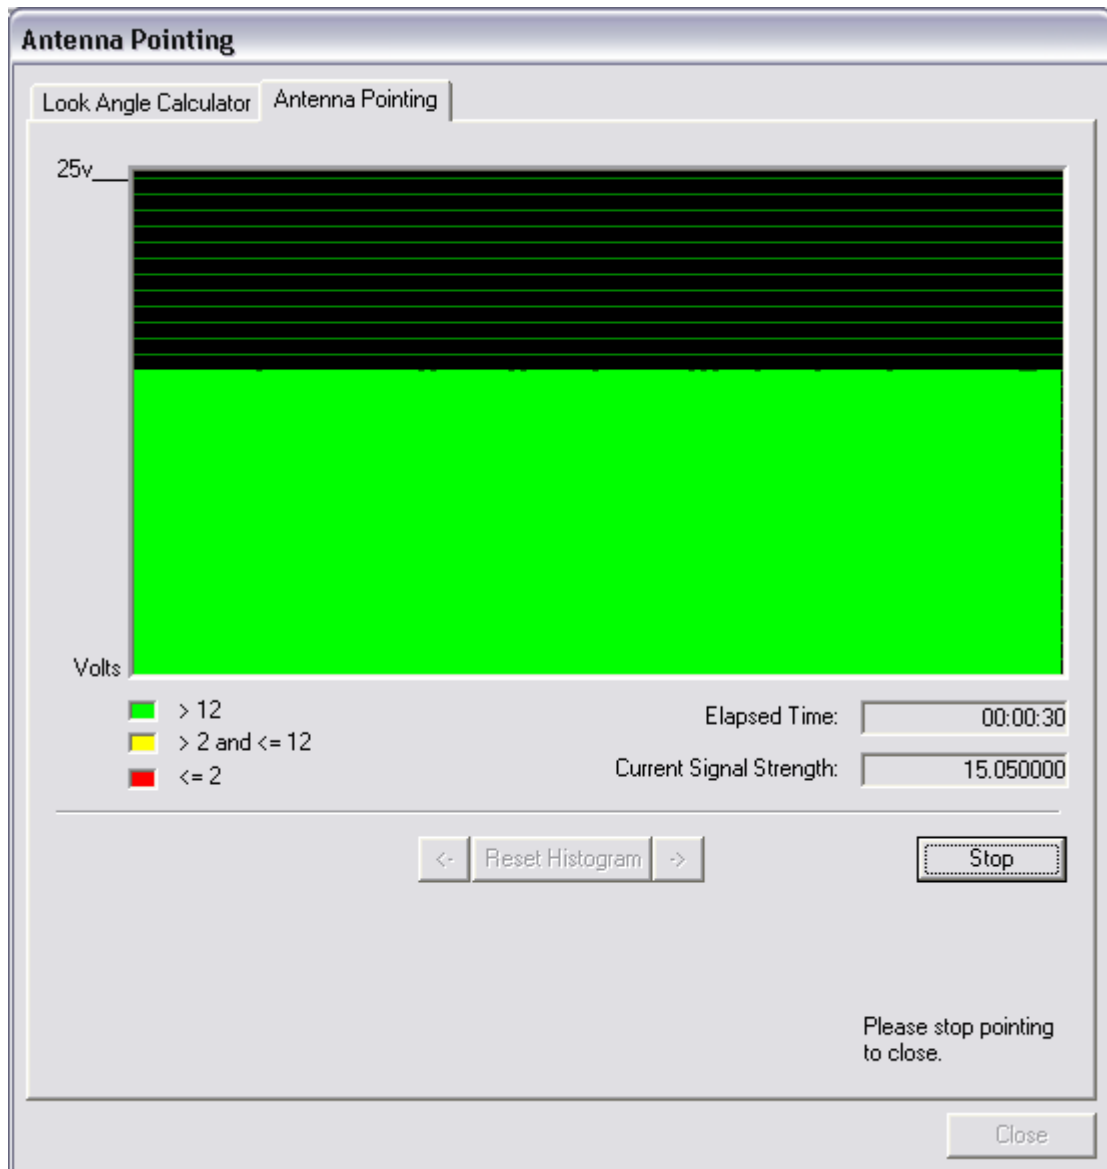 Antenna Pointing
Look Angle Calculator Antenna Pointing
25v
Volts
> 12
> 2 and <= 12
<= 2
Elapsed Time: 00:00:30
Current Signal Strength: 15.050000
<- Reset Histogram -> Stop
Please stop pointing
to close.
Close